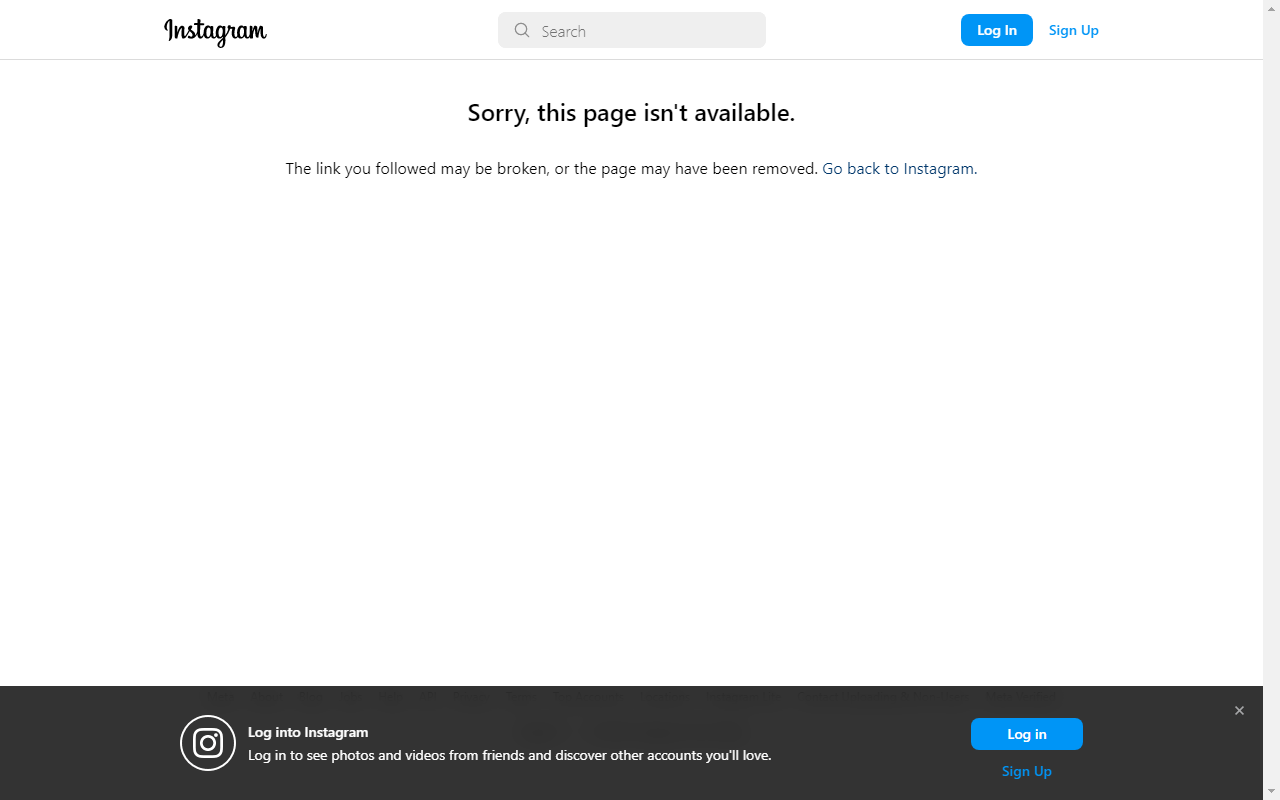 Instagram
Search
Log In
Sign Up
Sorry, this page isn't available.
The link you followed may be broken, or the page may have been removed. Go back to Instagram.
Log into Instagram
Log in to see photos and videos from friends and discover other accounts you'll love.
Log in
Sign Up